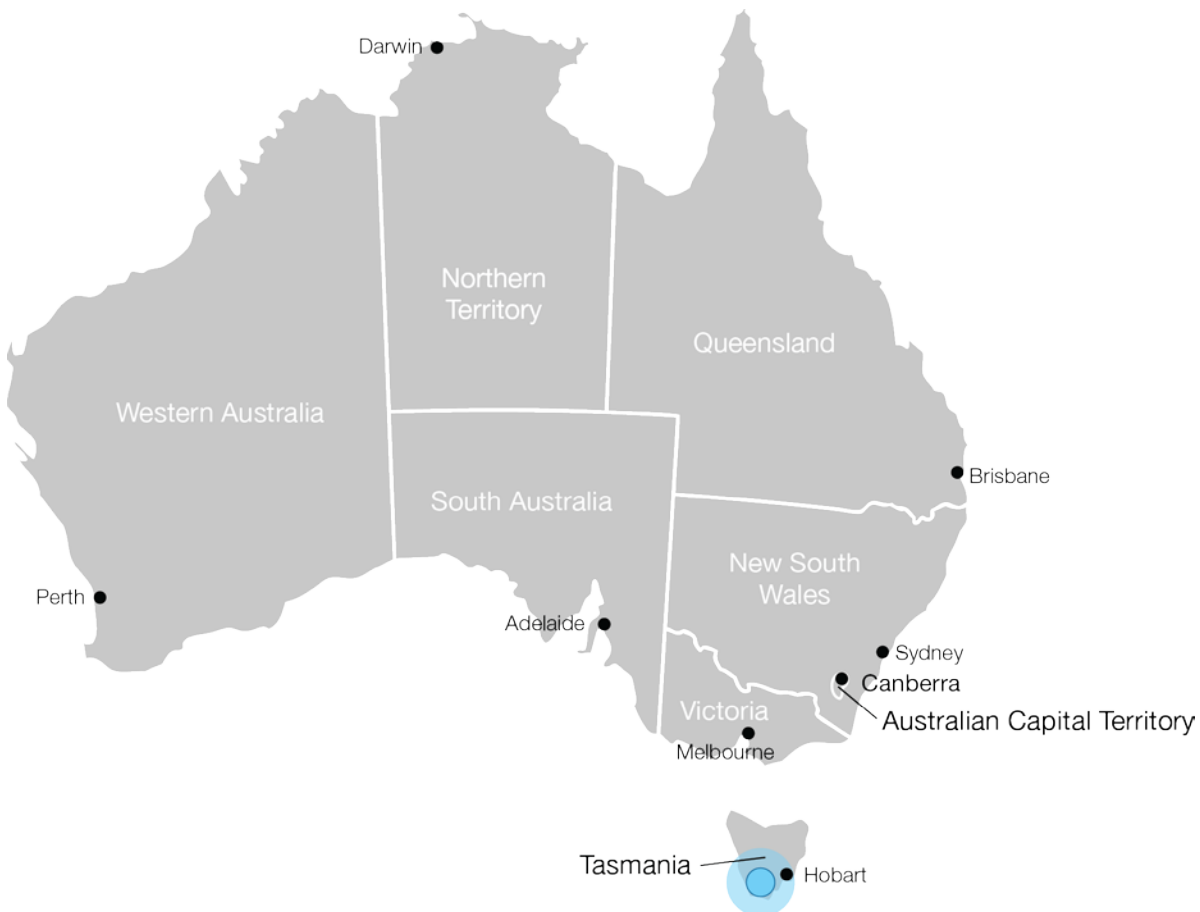 Darwin
Northern
Territory
Queensland
Western Australia
Brisbane
South Australia
New South
Wales
Perth
Adelaide
Sydney
Canberra
Victoria
Australian Capital Territory
Melbourne
Tasmania
Hobart